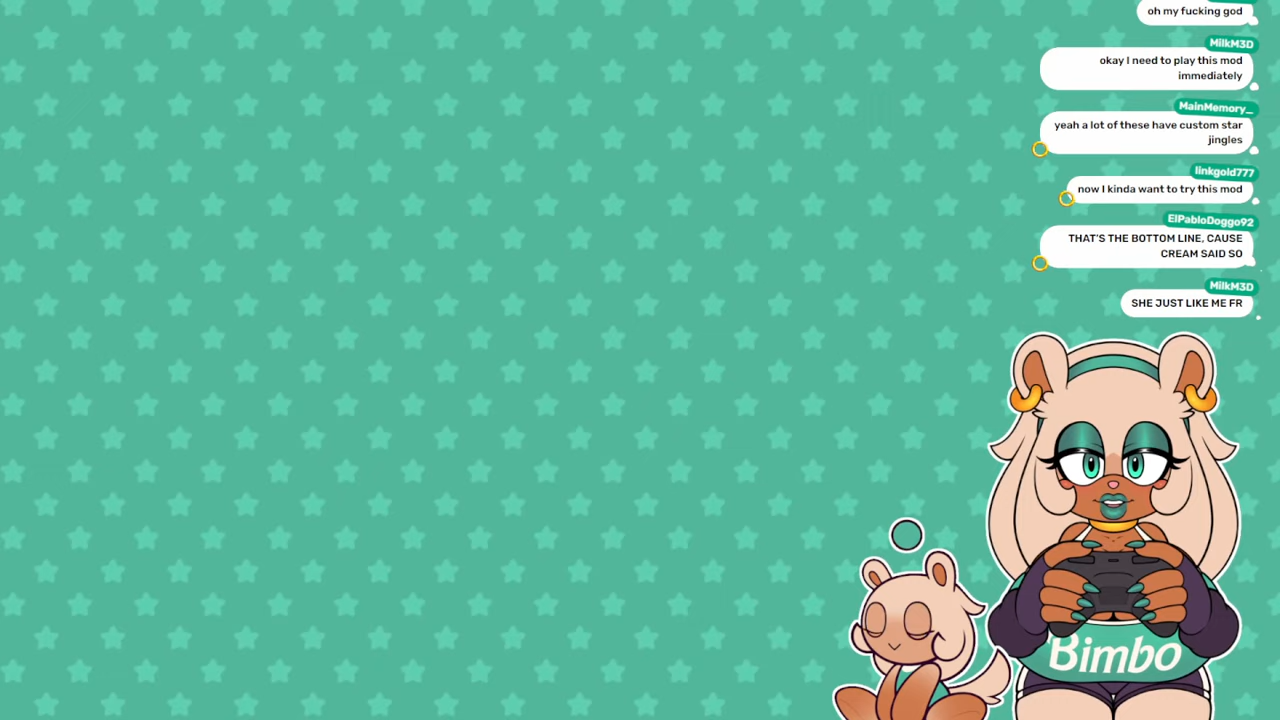 oh my fucking god
MilkM3D
okay I need to play this mod
immediately
MainMemory_
yeah a lot of these have custom star
jingles
linkgold777
now I kinda want to try this mod
ElPabloDoggo92
THAT'S THE BOTTOM LINE, CAUSE
CREAM SAID SO
MilkM3D
SHE JUST LIKE ME FR
Bimbo